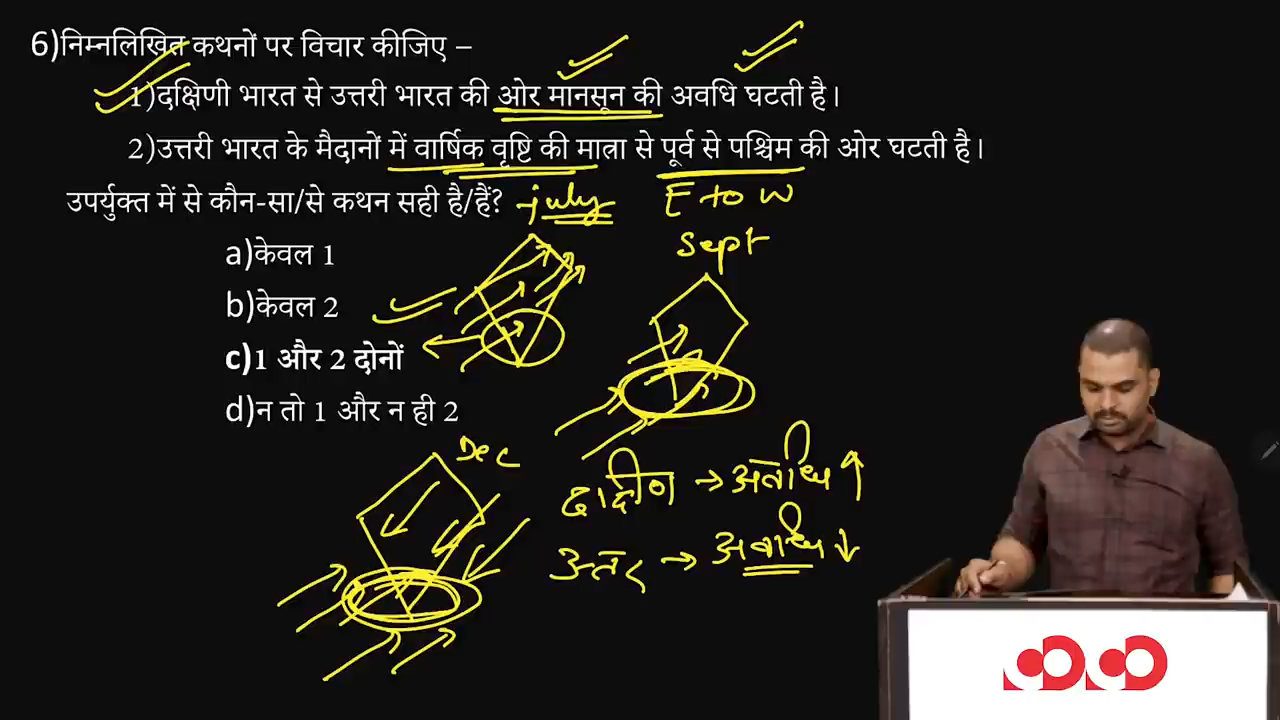 6)निम्नलिखित कथनों पर विचार कीजिए –
1)दक्षिणी भारत से उत्तरी भारत की ओर मानसून की अवधि घटती है।
2)उत्तरी भारत के मैदानों में वार्षिक वृष्टि की मात्रा से पूर्व से पश्चिम की ओर घटती है।
उपर्युक्त में से कौन-सा/से कथन सही है/हैं?
july
E to W
a)केवल 1
Sept
b)केवल 2
c)1 और 2 दोनों
d)न तो 1 और न ही 2
Dec
दक्षिण → अवधि ↑
उत्तर → अवधि ↓